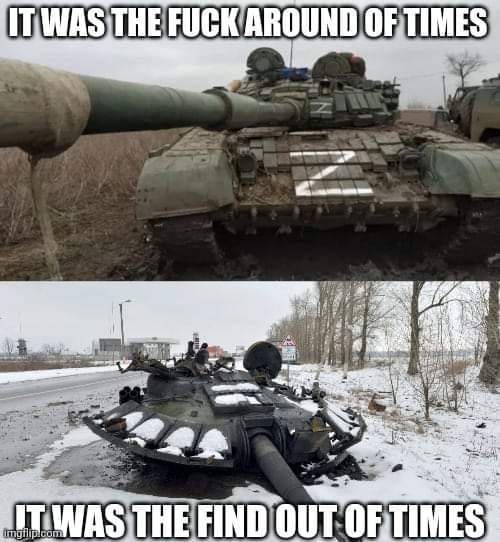 IT WAS THE FUCK AROUND OF TIMES
Z
Z
IT WAS THE FIND OUT OF TIMES
imgflip.com